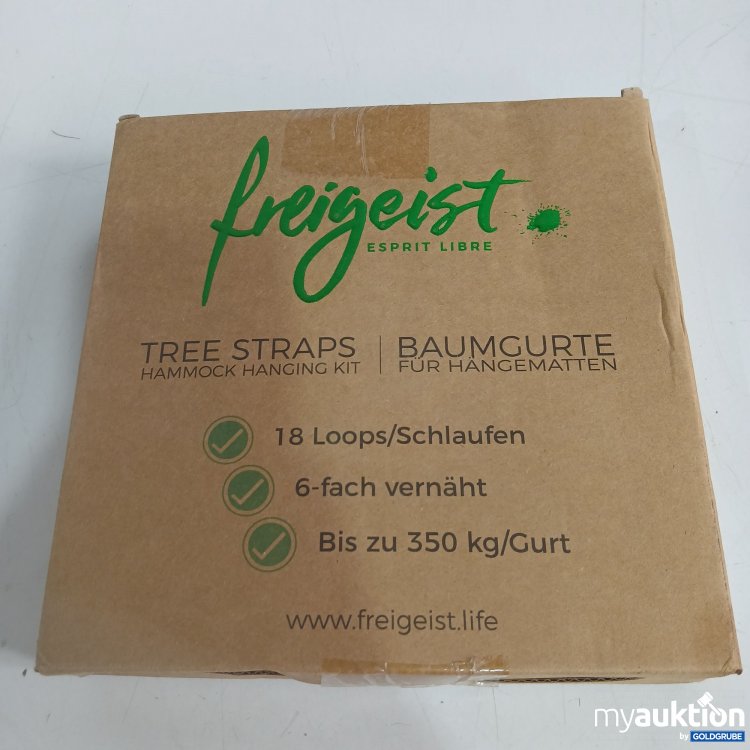 freigeist
ESPRIT LIBRE
TREE STRAPS
HAMMOCK HANGING KIT
BAUMGURTE
FÜR HÄNGEMATTEN
18 Loops/Schlaufen
6-fach vernäht
Bis zu 350 kg/Gurt
www.freigeist.life
myauktion
by GOLDGRUBE